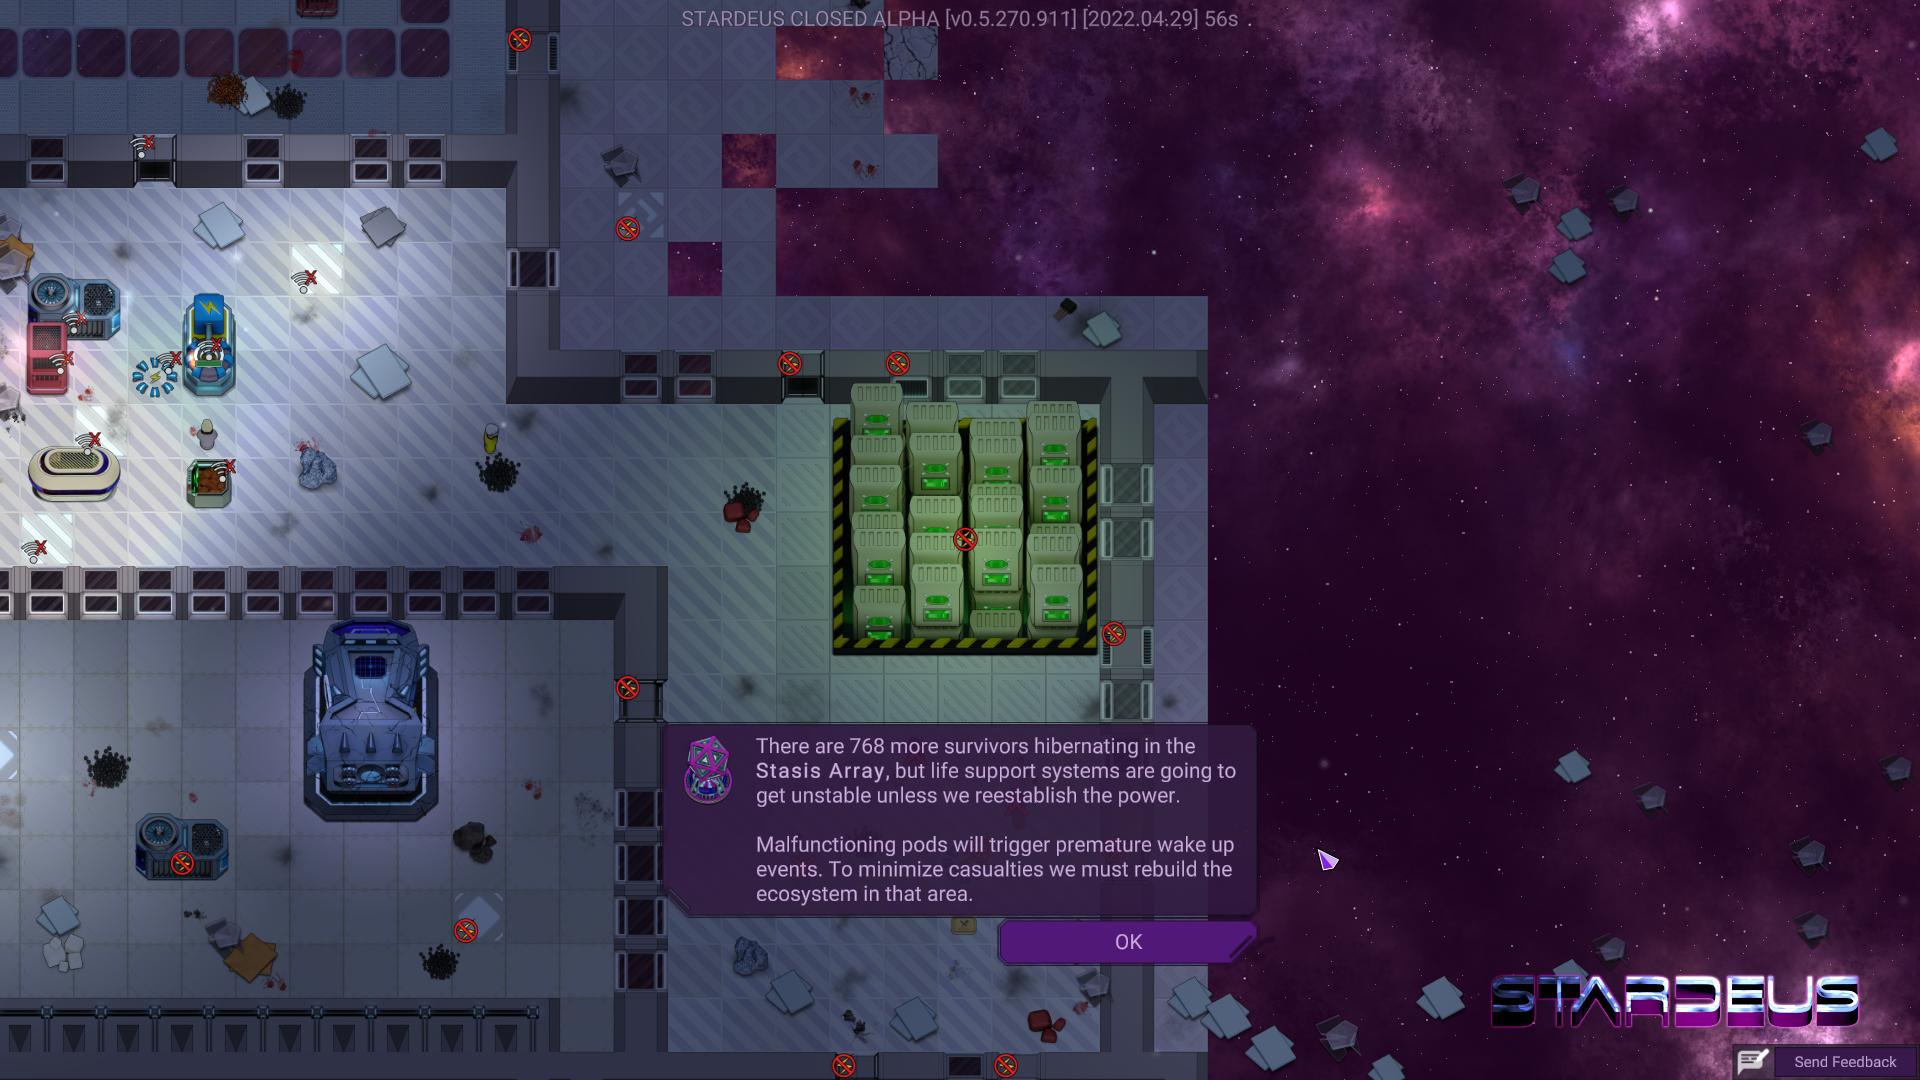 STARDEUS CLOSED ALPHA [v0.5.270.911] [2022.04.29] 56s .
There are 768 more survivors hibernating in the
Stasis Array, but life support systems are going to
get unstable unless we reestablish the power.
Malfunctioning pods will trigger premature wake up
events. To minimize casualties we must rebuild the
ecosystem in that area.
OK
STARDEUS
Send Feedback